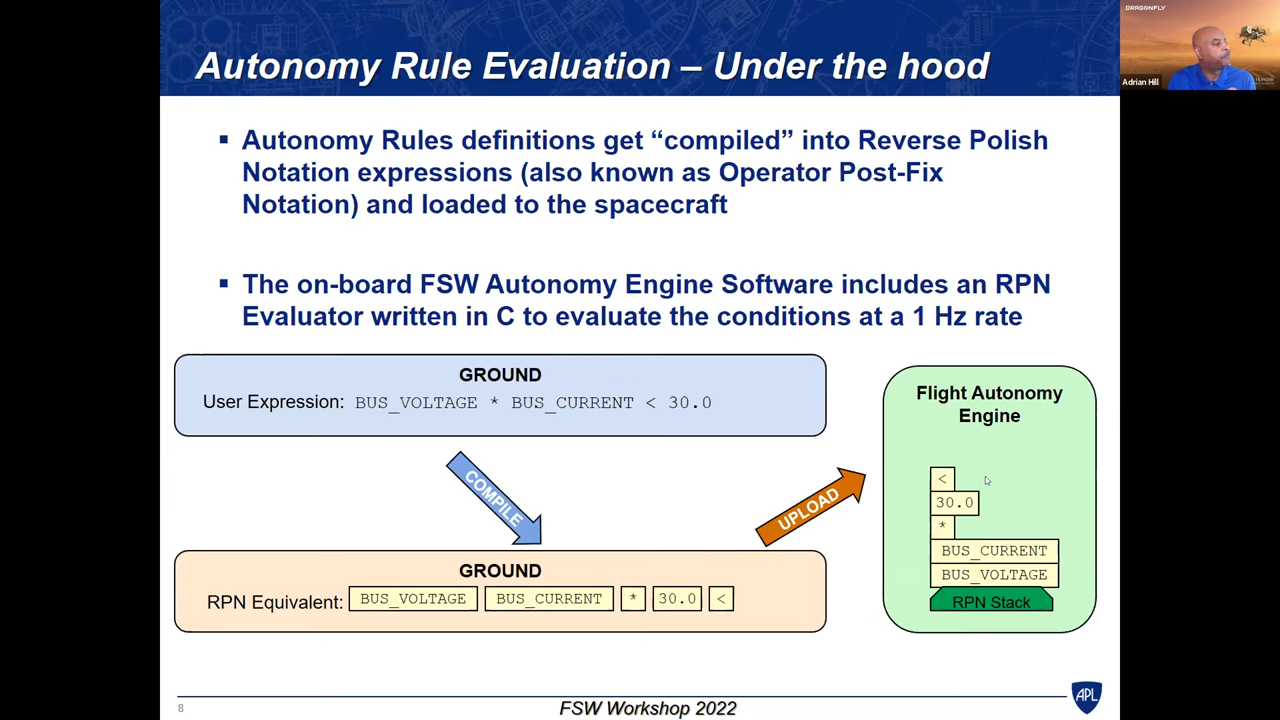 DRAGONFLY
Adrian Hill
Autonomy Rule Evaluation – Under the hood
▪ Autonomy Rules definitions get “compiled” into Reverse Polish
Notation expressions (also known as Operator Post-Fix
Notation) and loaded to the spacecraft
▪ The on-board FSW Autonomy Engine Software includes an RPN
Evaluator written in C to evaluate the conditions at a 1 Hz rate
GROUND
User Expression: BUS_VOLTAGE * BUS_CURRENT < 30.0
COMPILE
GROUND
RPN Equivalent: BUS_VOLTAGE BUS_CURRENT * 30.0 <
UPLOAD
Flight Autonomy
Engine
<
30.0
*
BUS_CURRENT
BUS_VOLTAGE
RPN Stack
8
FSW Workshop 2022
APL